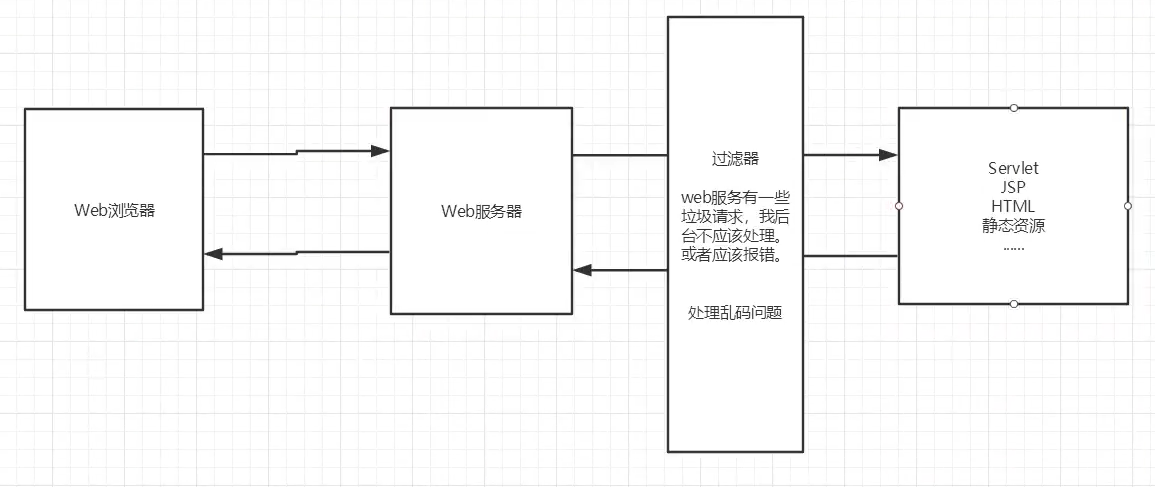 Web浏览器
Web服务器
过滤器
web服务有一些
垃圾请求，我后
台不应该处理。
或者应该报错。
处理乱码问题
Servlet
JSP
HTML
静态资源
......